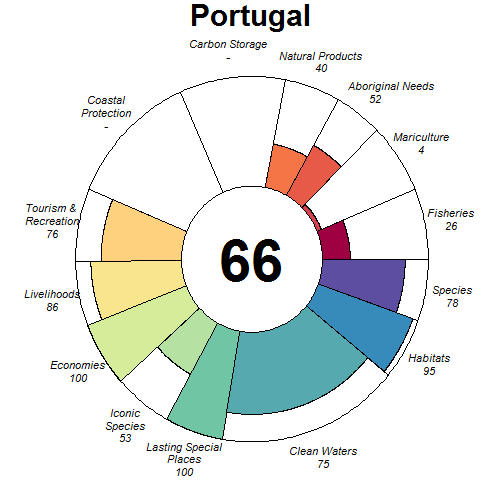 Portugal
Carbon Storage
-
Natural Products
40
Aboriginal Needs
52
Mariculture
4
Fisheries
26
Species
78
Habitats
95
Clean Waters
75
Lasting Special
Places
100
Iconic
Species
53
Economies
100
Livelihoods
86
Tourism &
Recreation
76
Coastal
Protection
-
66